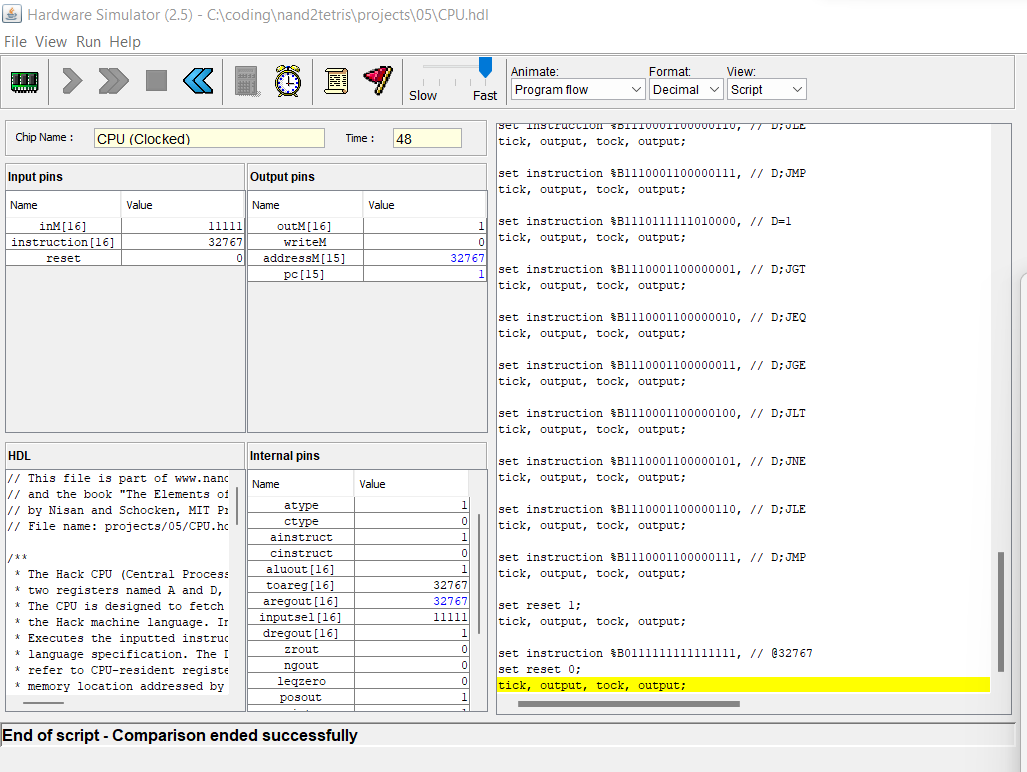 Hardware Simulator (2.5) - C:\coding\nand2tetris\projects\05\CPU.hdl
File View Run Help
Slow Fast
Animate: Format: View:
Program flow Decimal Script
Chip Name : CPU (Clocked) Time : 48
Input pins
Name Value
inM[16] 11111
instruction[16] 32767
reset 0
Output pins
Name Value
outM[16] 1
writeM 0
addressM[15] 32767
pc[15] 1
HDL
// This file is part of www.nand
// and the book "The Elements of
// by Nisan and Schocken, MIT Pr
// File name: projects/05/CPU.hd
/**
* The Hack CPU (Central Process
* two registers named A and D,
* The CPU is designed to fetch
* the Hack machine language. In
* Executes the inputted instruc
* language specification. The D
* refer to CPU-resident registe
* memory location addressed by
Internal pins
Name Value
atype 1
ctype 0
ainstruct 1
cinstruct 0
aluout[16] 1
toareg[16] 32767
aregout[16] 32767
inputsel[16] 11111
dregout[16] 1
zrout 0
ngout 0
leqzero 0
posout 1
set instruction %B1110001100000110, // D;JLE
tick, output, tock, output;
set instruction %B1110001100000111, // D;JMP
tick, output, tock, output;
set instruction %B1110111111010000, // D=1
tick, output, tock, output;
set instruction %B1110001100000001, // D;JGT
tick, output, tock, output;
set instruction %B1110001100000010, // D;JEQ
tick, output, tock, output;
set instruction %B1110001100000011, // D;JGE
tick, output, tock, output;
set instruction %B1110001100000100, // D;JLT
tick, output, tock, output;
set instruction %B1110001100000101, // D;JNE
tick, output, tock, output;
set instruction %B1110001100000110, // D;JLE
tick, output, tock, output;
set instruction %B1110001100000111, // D;JMP
tick, output, tock, output;
set reset 1;
tick, output, tock, output;
set instruction %B0111111111111111, // @32767
set reset 0;
tick, output, tock, output;
End of script - Comparison ended successfully